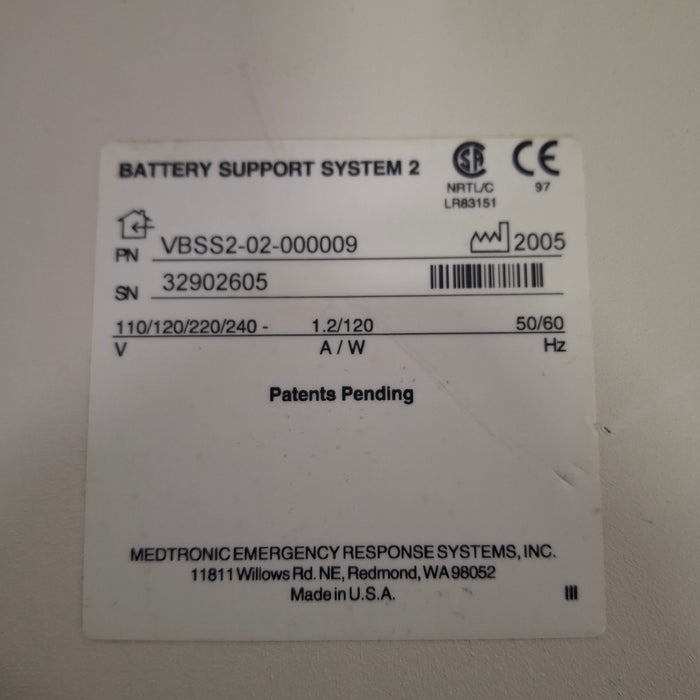 BATTERY SUPPORT SYSTEM 2
NRTL/C
LR83151
CE
97
PN VBSS2-02-000009
2005
SN 32902605
110/120/220/240 - 1.2/120 50/60
V A / W Hz
Patents Pending
MEDTRONIC EMERGENCY RESPONSE SYSTEMS, INC.
11811 Willows Rd. NE, Redmond, WA 98052
Made in U.S.A.